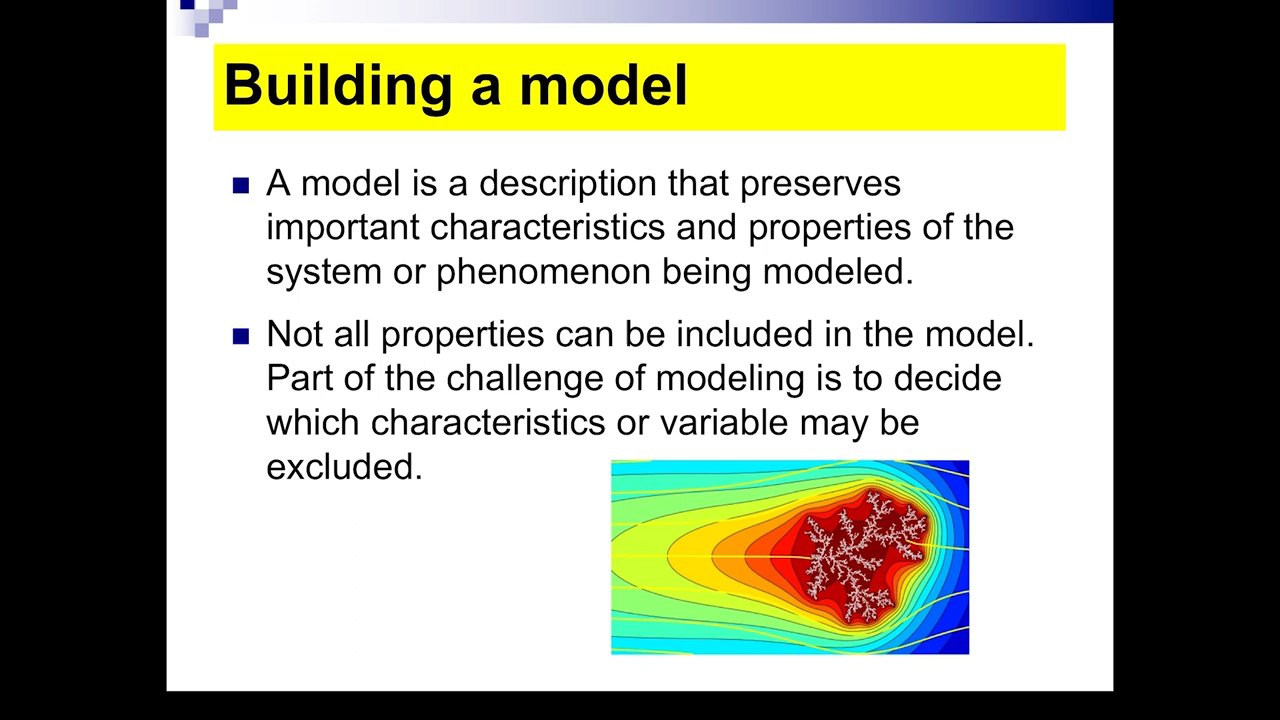 Building a model
A model is a description that preserves
important characteristics and properties of the
system or phenomenon being modeled.
Not all properties can be included in the model.
Part of the challenge of modeling is to decide
which characteristics or variable may be
excluded.